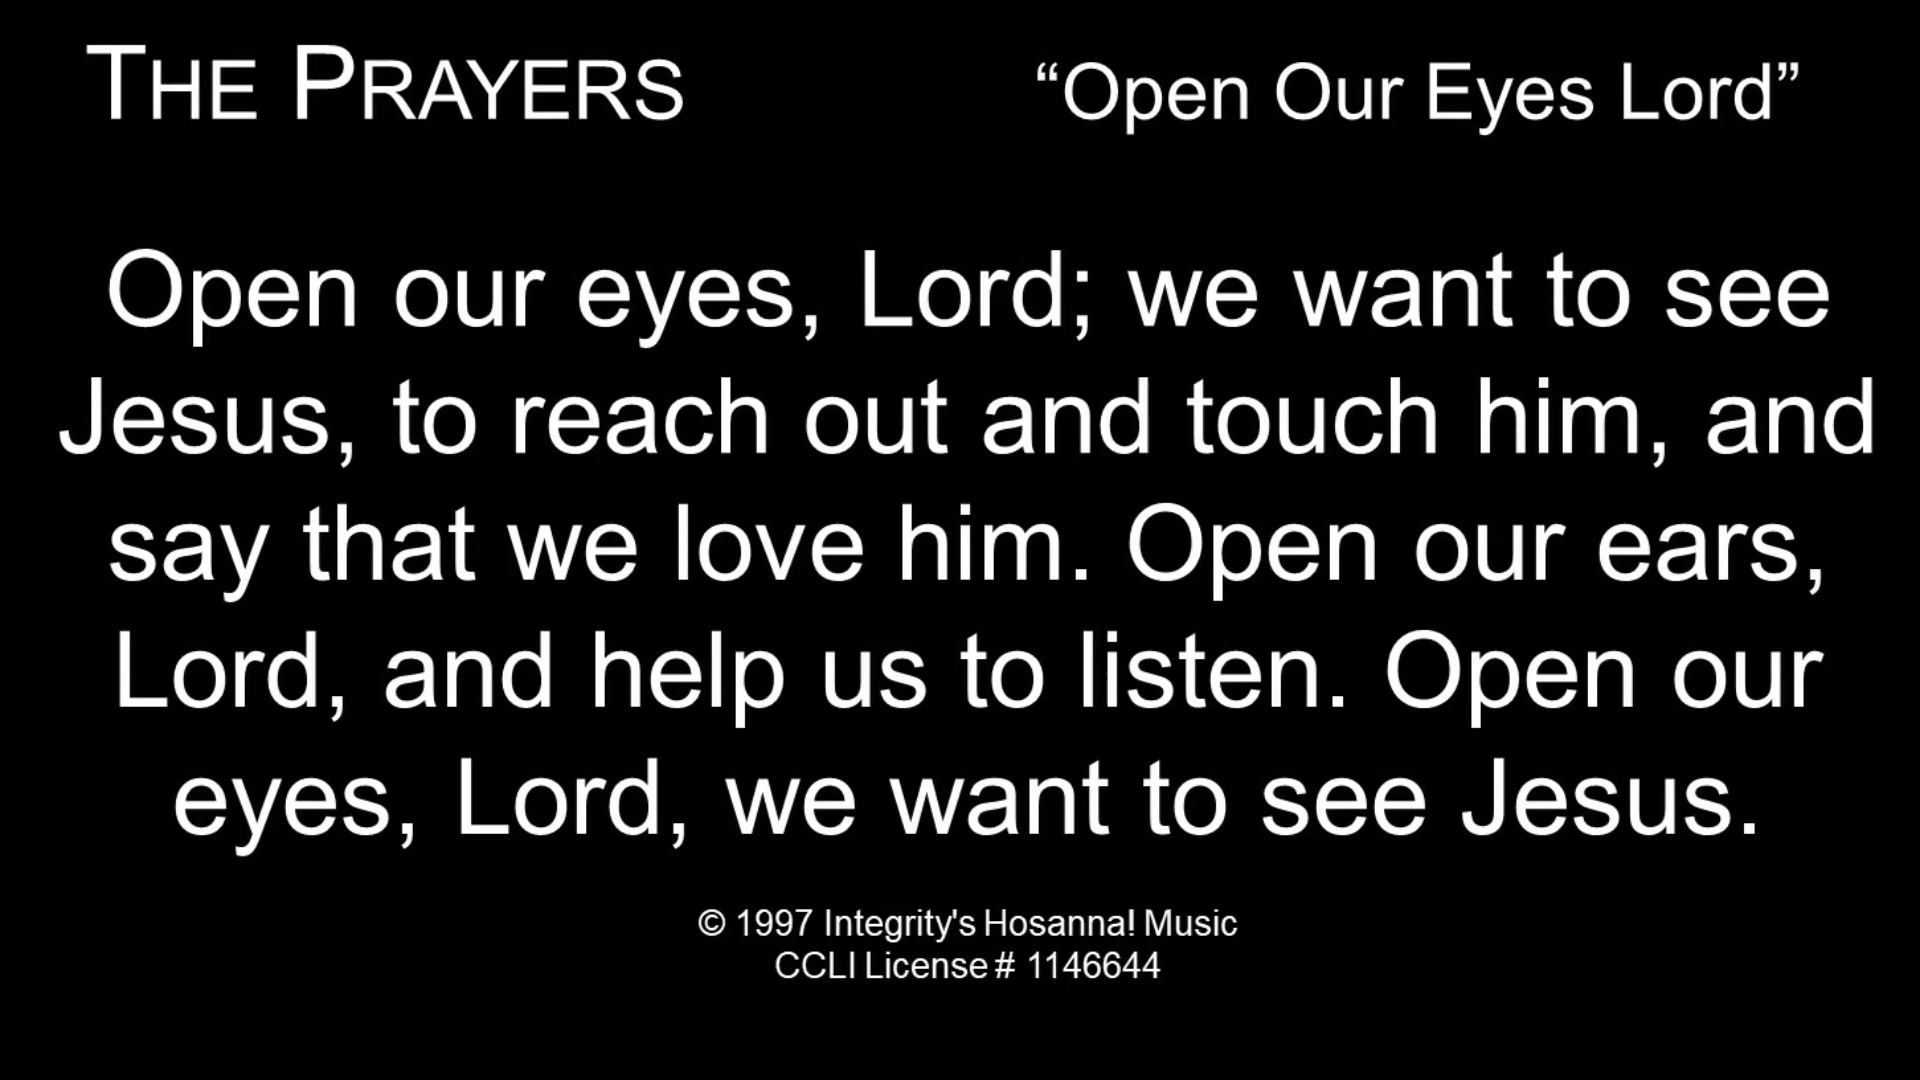 THE PRAYERS “Open Our Eyes Lord”
Open our eyes, Lord; we want to see
Jesus, to reach out and touch him, and
say that we love him. Open our ears,
Lord, and help us to listen. Open our
eyes, Lord, we want to see Jesus.
© 1997 Integrity's Hosanna! Music
CCLI License # 1146644